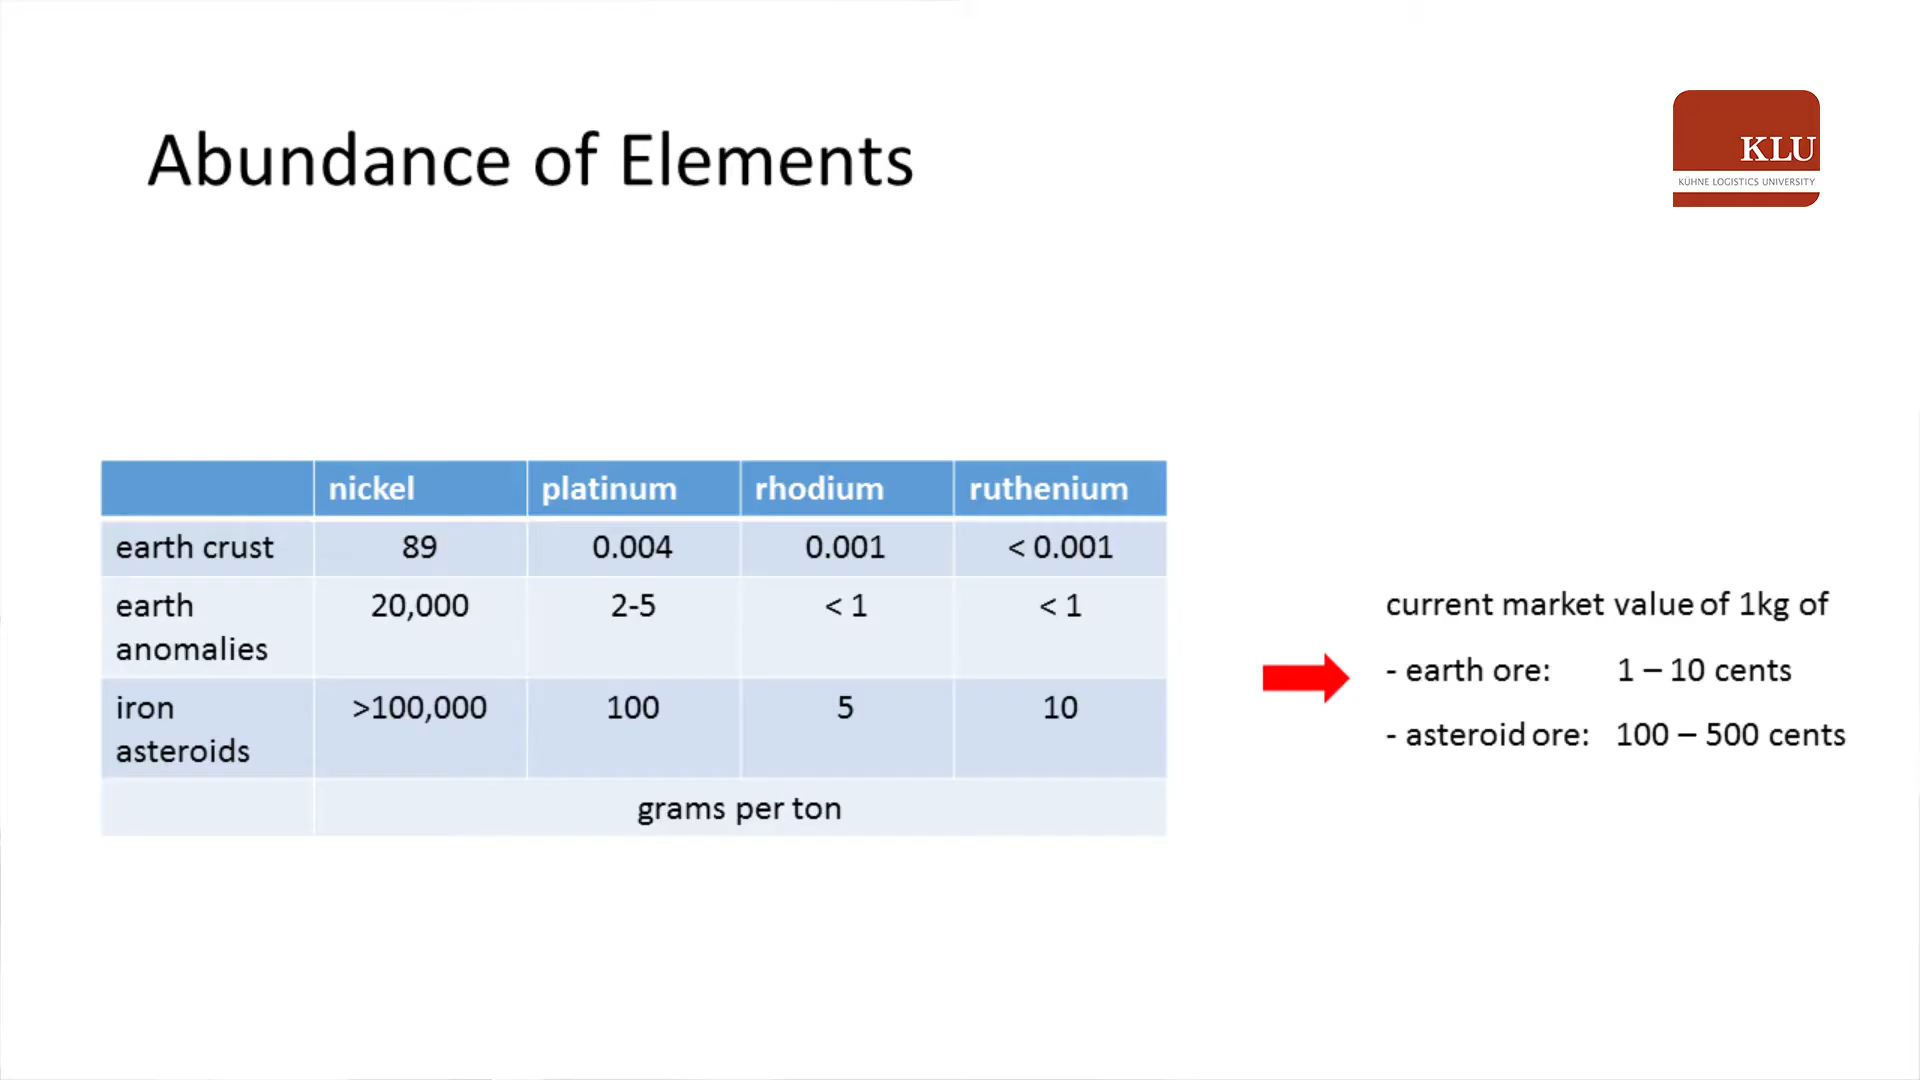 Abundance of Elements
KLU
KÜHNE LOGISTICS UNIVERSITY
nickel platinum rhodium ruthenium
earth crust 89 0.004 0.001 < 0.001
earth anomalies 20,000 2-5 < 1 < 1
iron asteroids >100,000 100 5 10
grams per ton
current market value of 1kg of
- earth ore: 1 – 10 cents
- asteroid ore: 100 – 500 cents